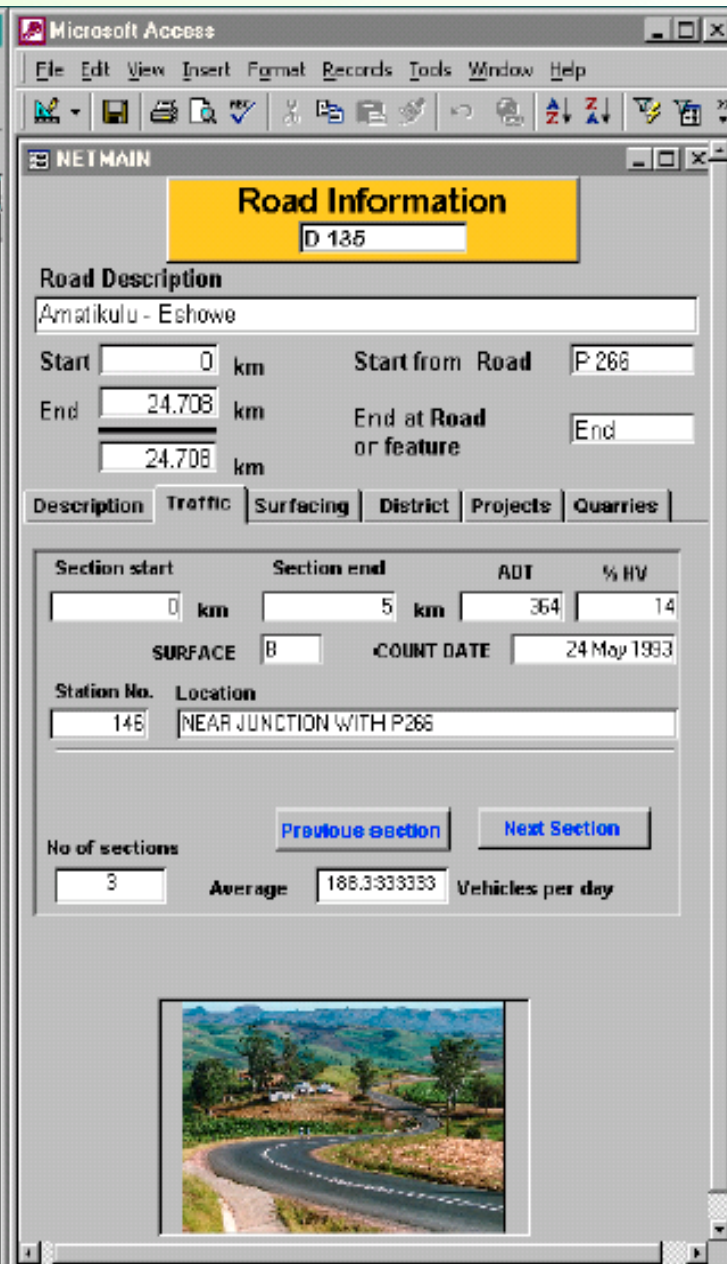 Microsoft Access
File Edit View Insert Format Records Tools Window Help
NETMAIN
Road Information
D 135
Road Description
Amatikulu - Eshowe
Start 0 km Start from Road P 266
End 24.708 km End at Road or feature End
24.708 km
Description Traffic Surfacing District Projects Quarries
Section start Section end ADT % HV
0 km 5 km 364 14
SURFACE B COUNT DATE 24 May 1993
Station No. Location
146 NEAR JUNCTION WITH P266
Previous section Next Section
No of sections
3 Average 188.3333333 Vehicles per day